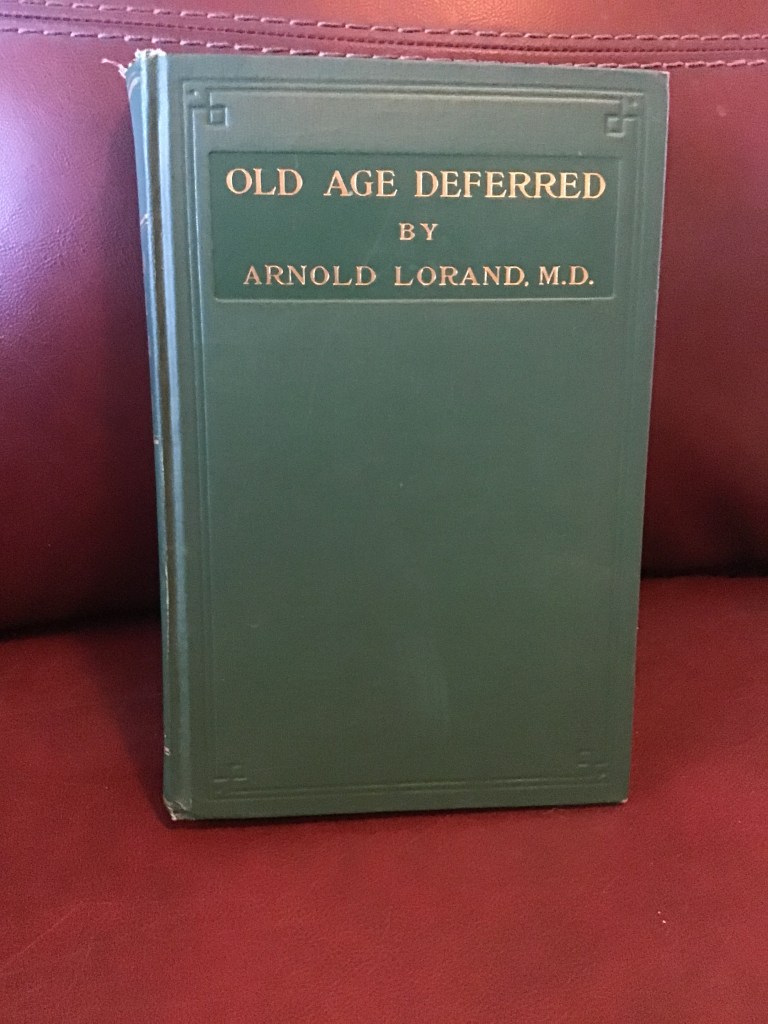 OLD AGE DEFERRED
BY
ARNOLD LORAND, M.D.